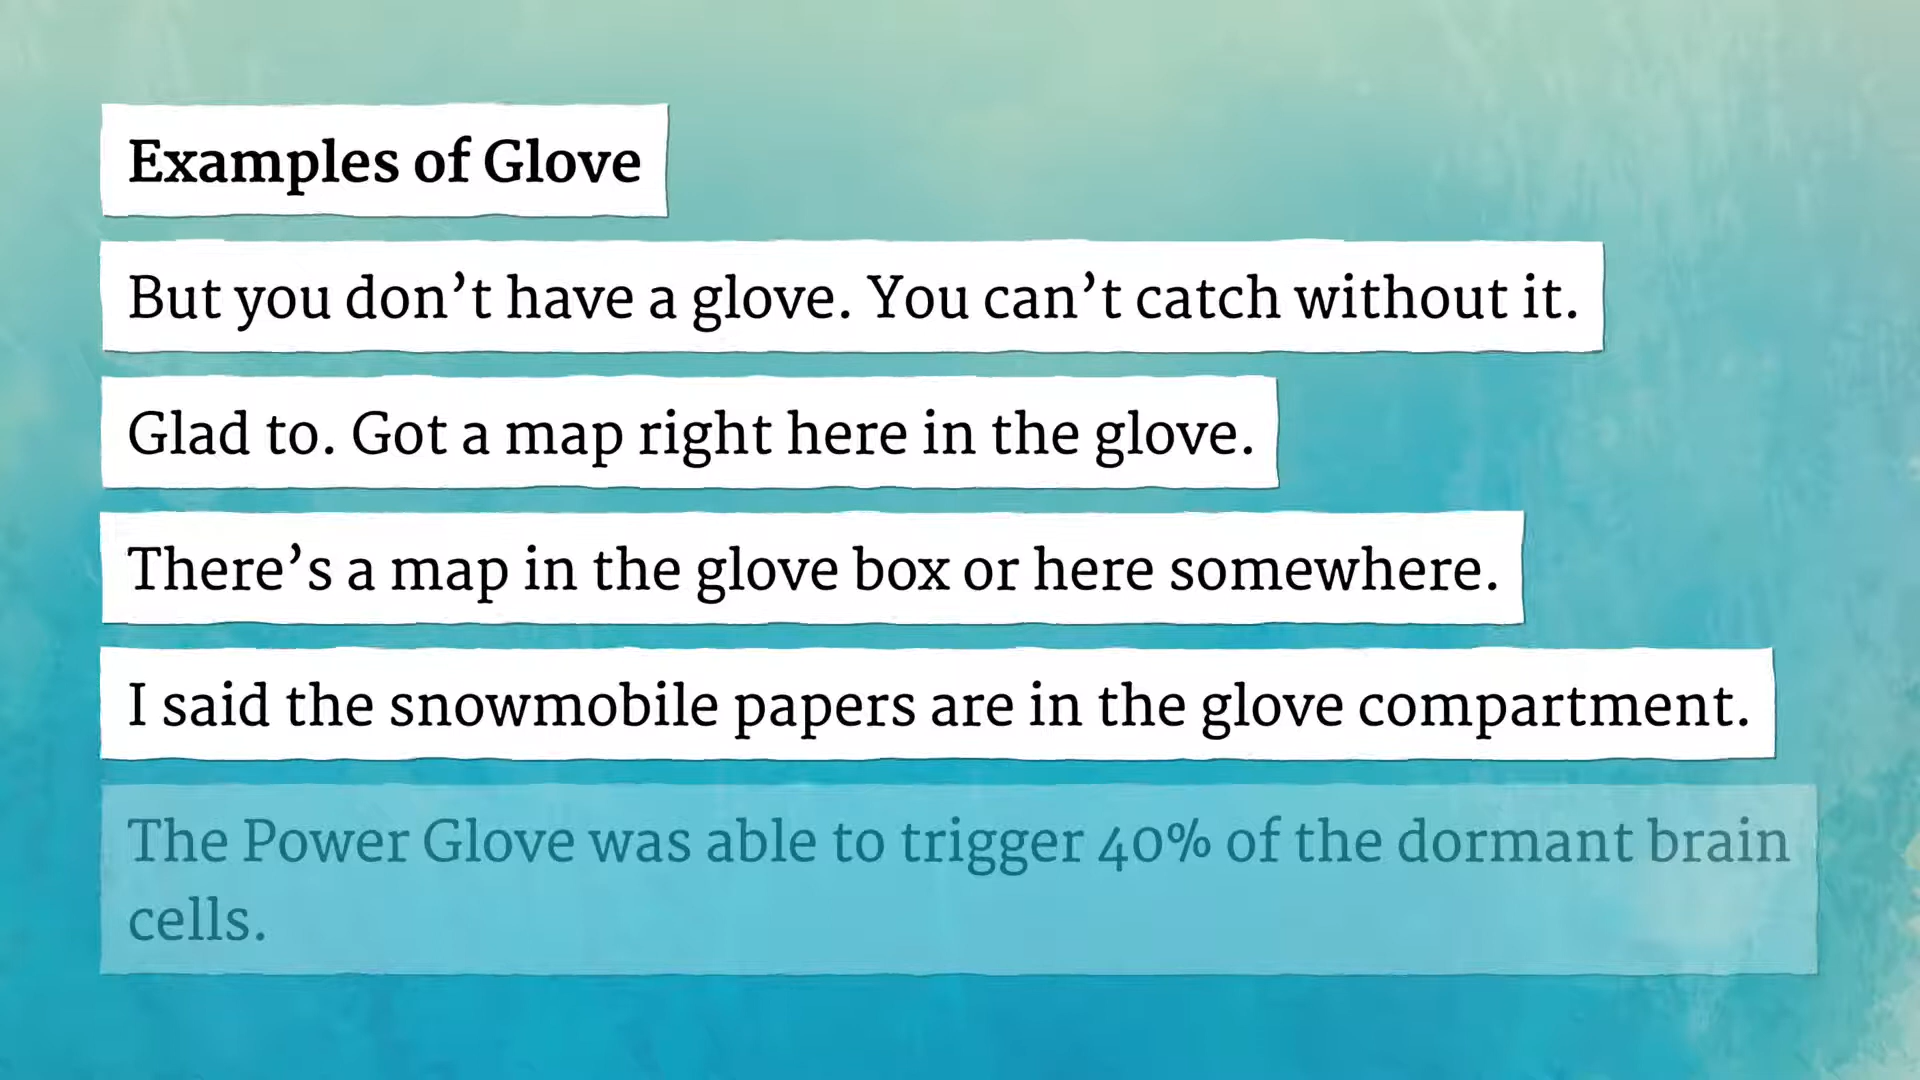 Examples of Glove
But you don’t have a glove. You can’t catch without it.
Glad to. Got a map right here in the glove.
There’s a map in the glove box or here somewhere.
I said the snowmobile papers are in the glove compartment.
The Power Glove was able to trigger 40% of the dormant brain
cells.